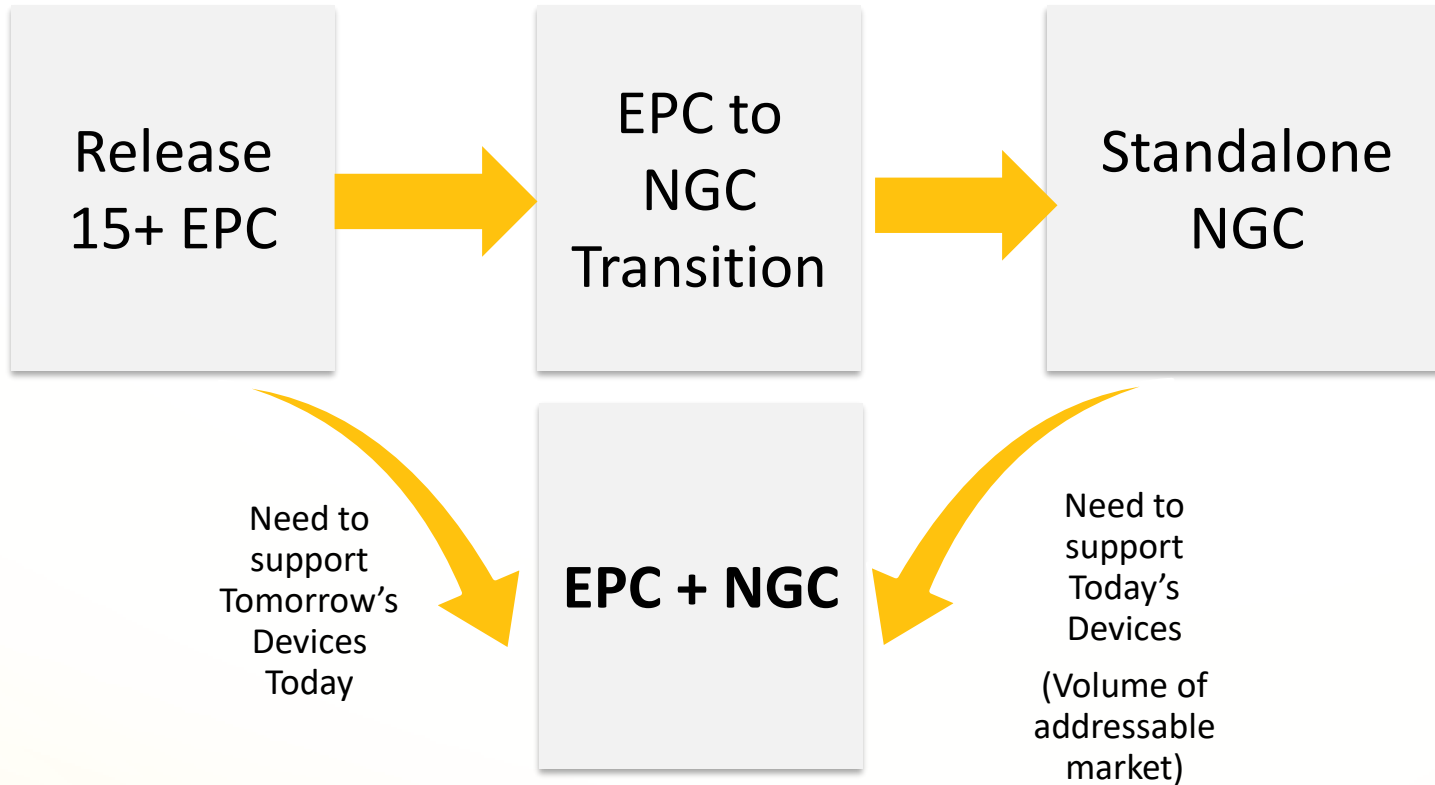 Release
15+ EPC
EPC to
NGC
Transition
Standalone
NGC
Need to
support
Tomorrow’s
Devices
Today
EPC + NGC
Need to
support
Today’s
Devices
(Volume of
addressable
market)